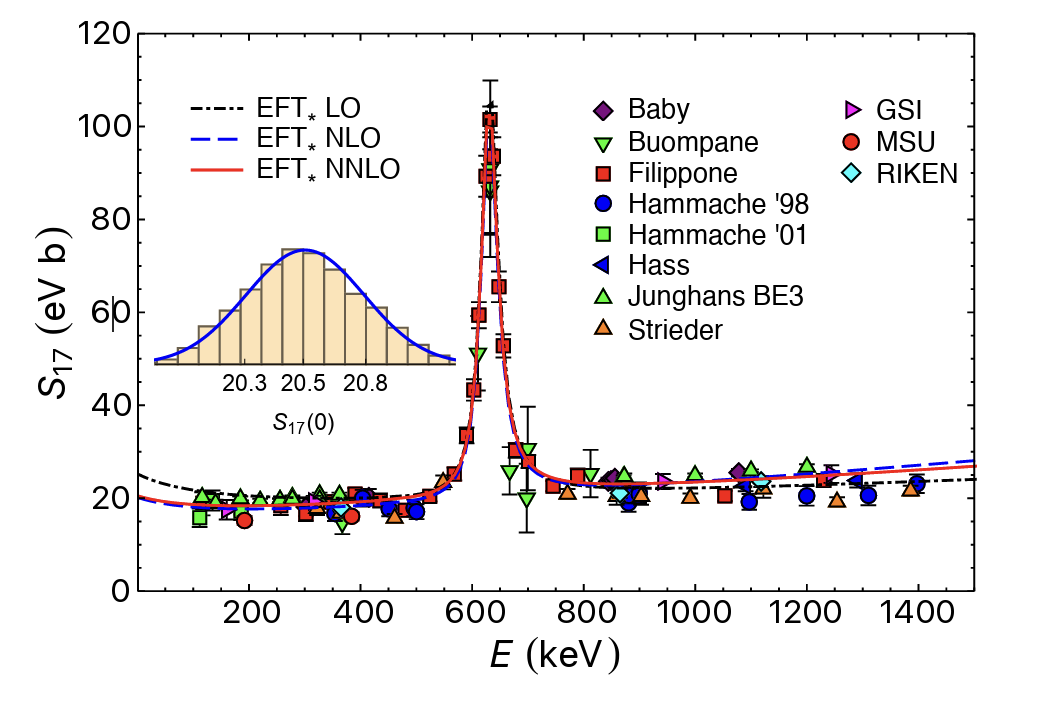 120
100
80
60
40
20
0
S17 (eV b)
EFT* LO
EFT* NLO
EFT* NNLO
Baby
Buompane
Filippone
Hammache '98
Hammache '01
Hass
Junghans BE3
Strieder
GSI
MSU
RIKEN
20.3 20.5 20.8
S17(0)
200 400 600 800 1000 1200 1400
E (keV)